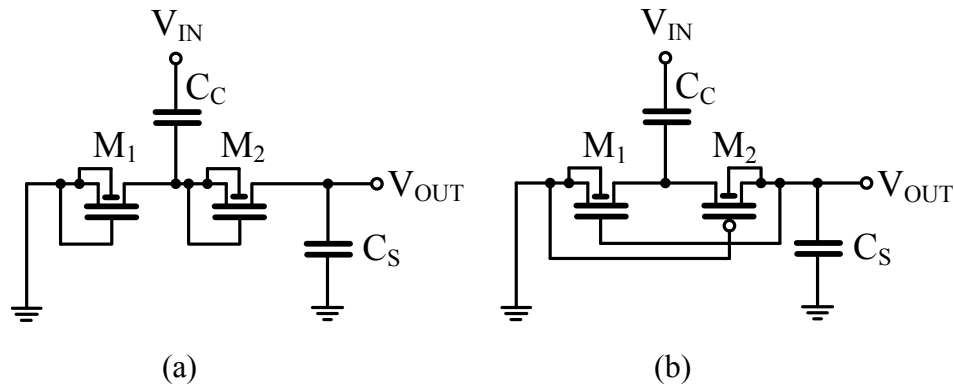 V_IN
C_C
M_1
M_2
V_OUT
C_S
(a)
V_IN
C_C
M_1
M_2
V_OUT
C_S
(b)